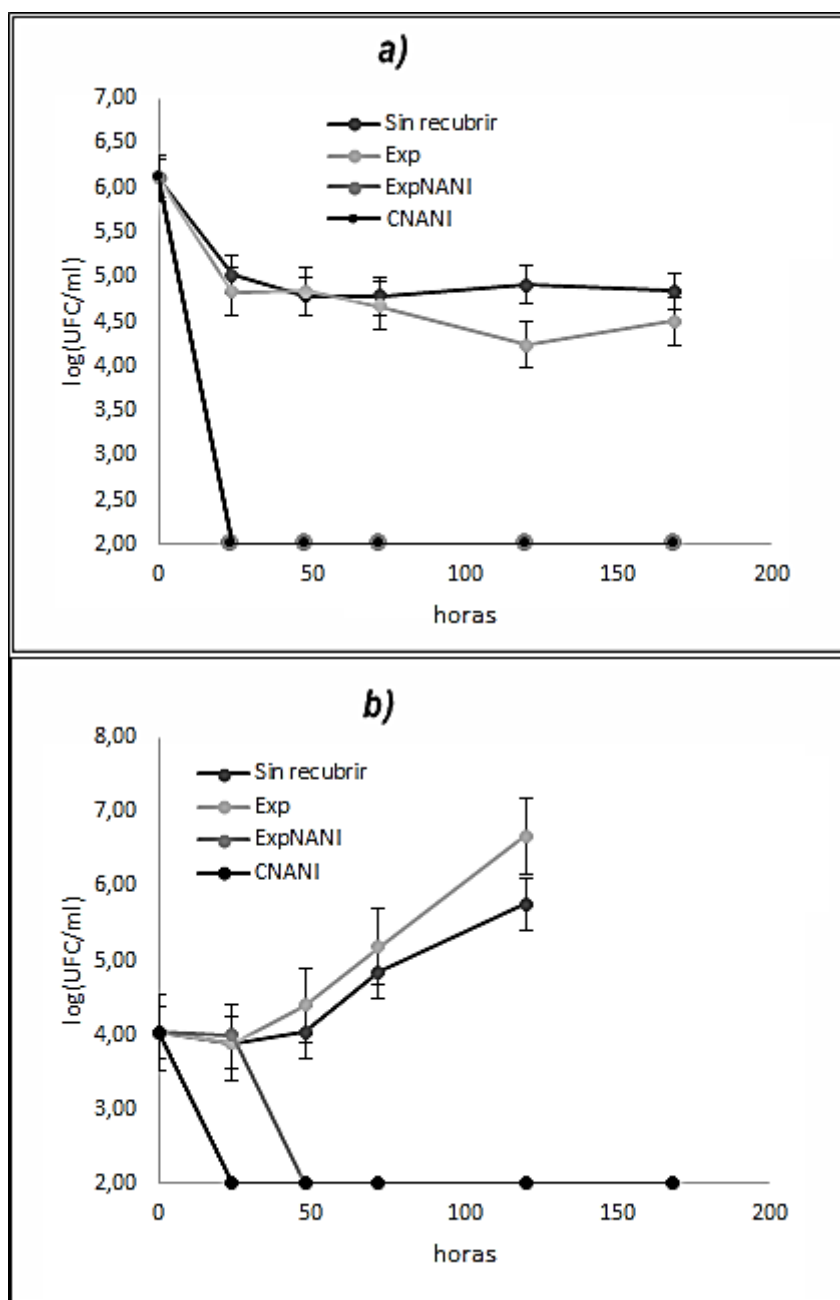 a)
7,00
6,50
6,00
5,50
5,00
4,50
4,00
3,50
3,00
2,50
2,00
log(UFC/ml)
Sin recubrir
Exp
ExpNANI
CNANI
0 50 100 150 200
horas
b)
8,00
7,00
6,00
5,00
4,00
3,00
2,00
log(UFC/ml)
Sin recubrir
Exp
ExpNANI
CNANI
0 50 100 150 200
horas